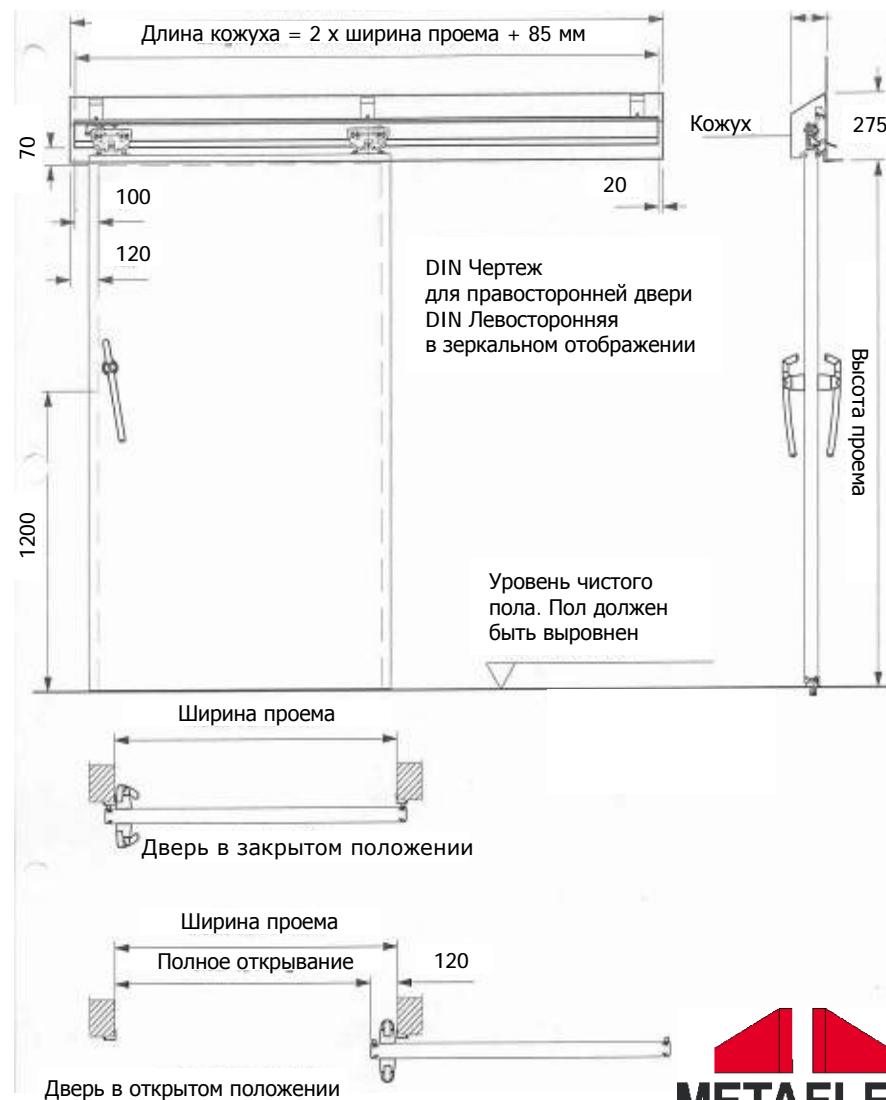 Длина кожуха = 2 x ширина проема + 85 мм
Кожух
275
70
100
20
120
DIN Чертеж
для правосторонней двери
DIN Левосторонняя
в зеркальном отображении
Высота проема
1200
Уровень чистого
пола. Пол должен
быть выровнен
Ширина проема
Дверь в закрытом положении
Ширина проема
Полное открывание
120
Дверь в открытом положении